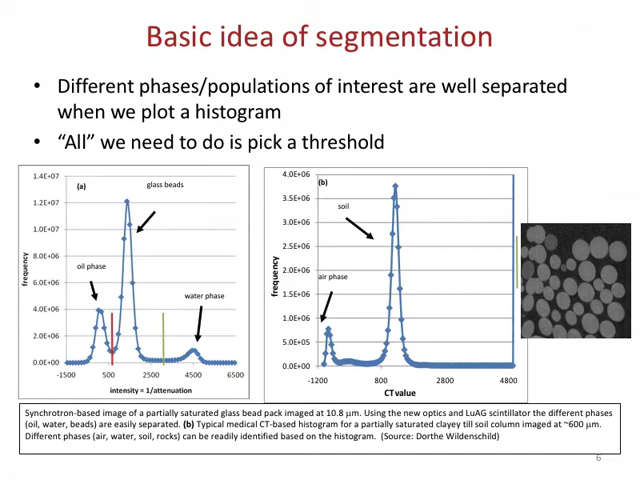 Basic idea of segmentation
• Different phases/populations of interest are well separated
when we plot a histogram
• “All” we need to do is pick a threshold
1.4E+07
1.2E+07
1.0E+07
8.0E+06
6.0E+06
4.0E+06
2.0E+06
0.0E+00
frequency
(a)
glass beads
oil phase
water phase
-1500 500 2500 4500 6500
intensity = 1/attenuation
4.0E+06
3.5E+06
3.0E+06
2.5E+06
2.0E+06
1.5E+06
1.0E+06
5.0E+05
0.0E+00
frequency
(b)
soil
air phase
-1200 800 2800 4800
CT value
Synchrotron-based image of a partially saturated glass bead pack imaged at 10.8 µm. Using the new optics and LuAG scintillator the different phases
(oil, water, beads) are easily separated. (b) Typical medical CT-based histogram for a partially saturated clayey till soil column imaged at ~600 µm.
Different phases (air, water, soil, rocks) can be readily identified based on the histogram. (Source: Dorthe Wildenschild)
6